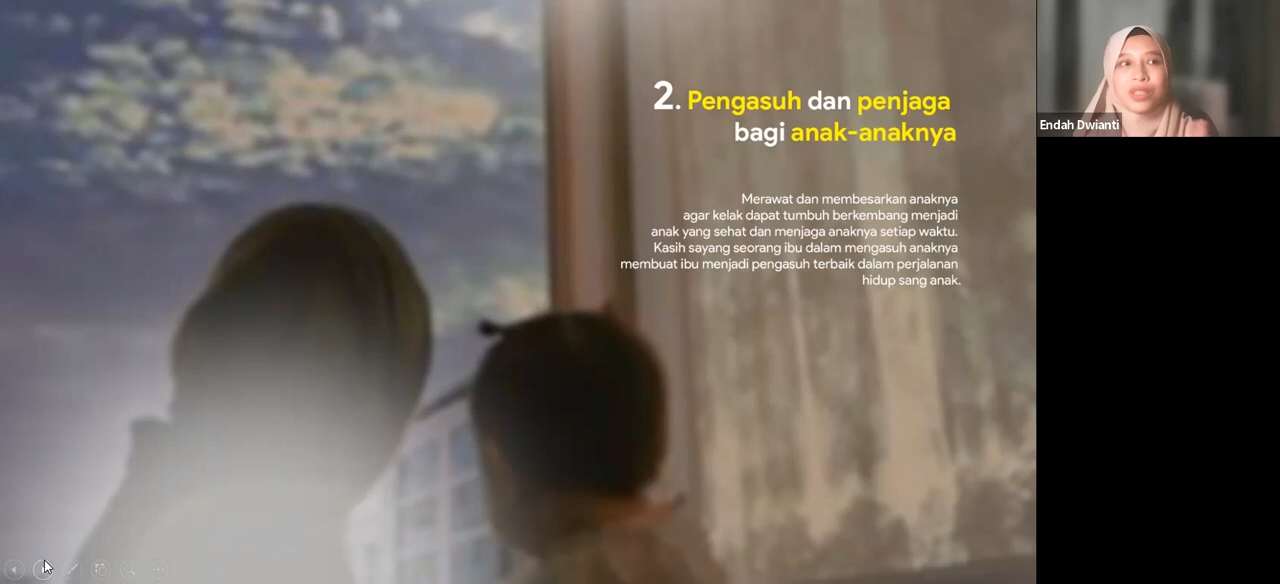 2. Pengasuh dan penjaga
bagi anak-anaknya
Merawat dan membesarkan anaknya
agar kelak dapat tumbuh berkembang menjadi
anak yang sehat dan menjaga anaknya setiap waktu.
Kasih sayang seorang ibu dalam mengasuh anaknya
membuat ibu menjadi pengasuh terbaik dalam perjalanan
hidup sang anak.
Endah Dwianti